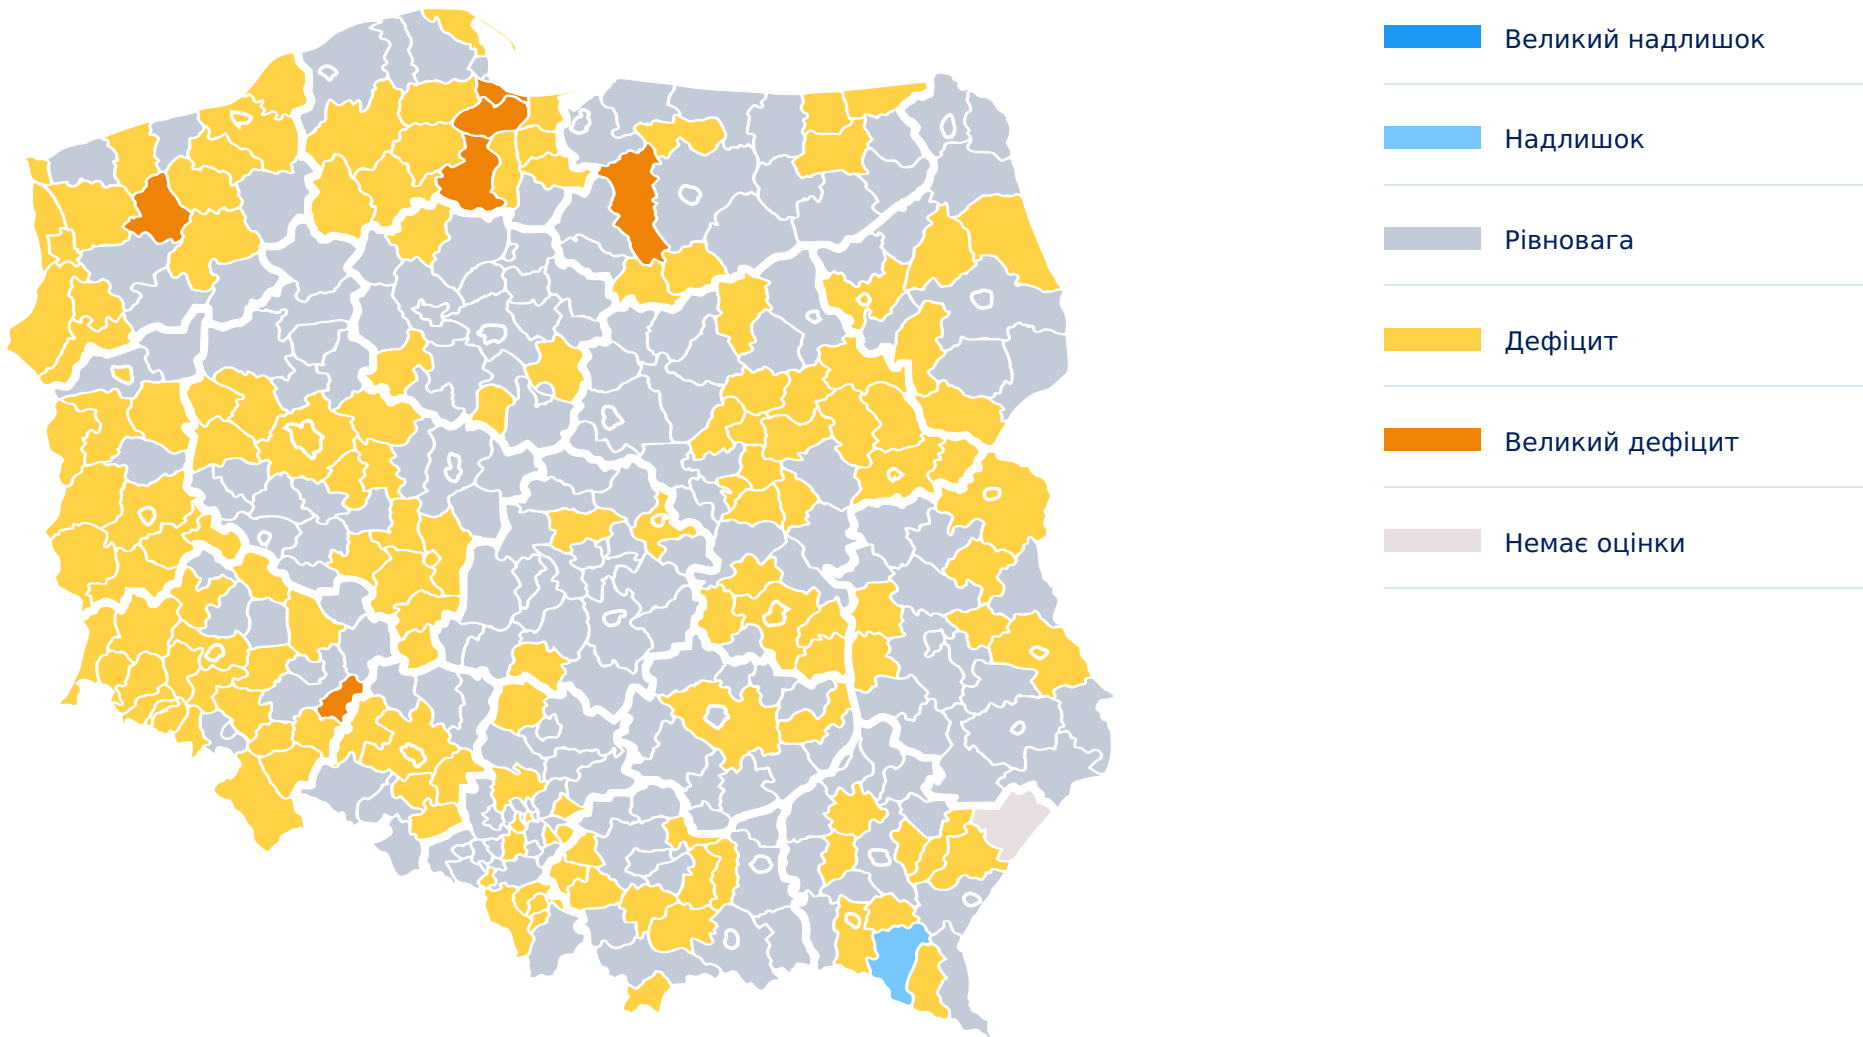 Великий надлишок
Надлишок
Рівновага
Дефіцит
Великий дефіцит
Немає оцінки